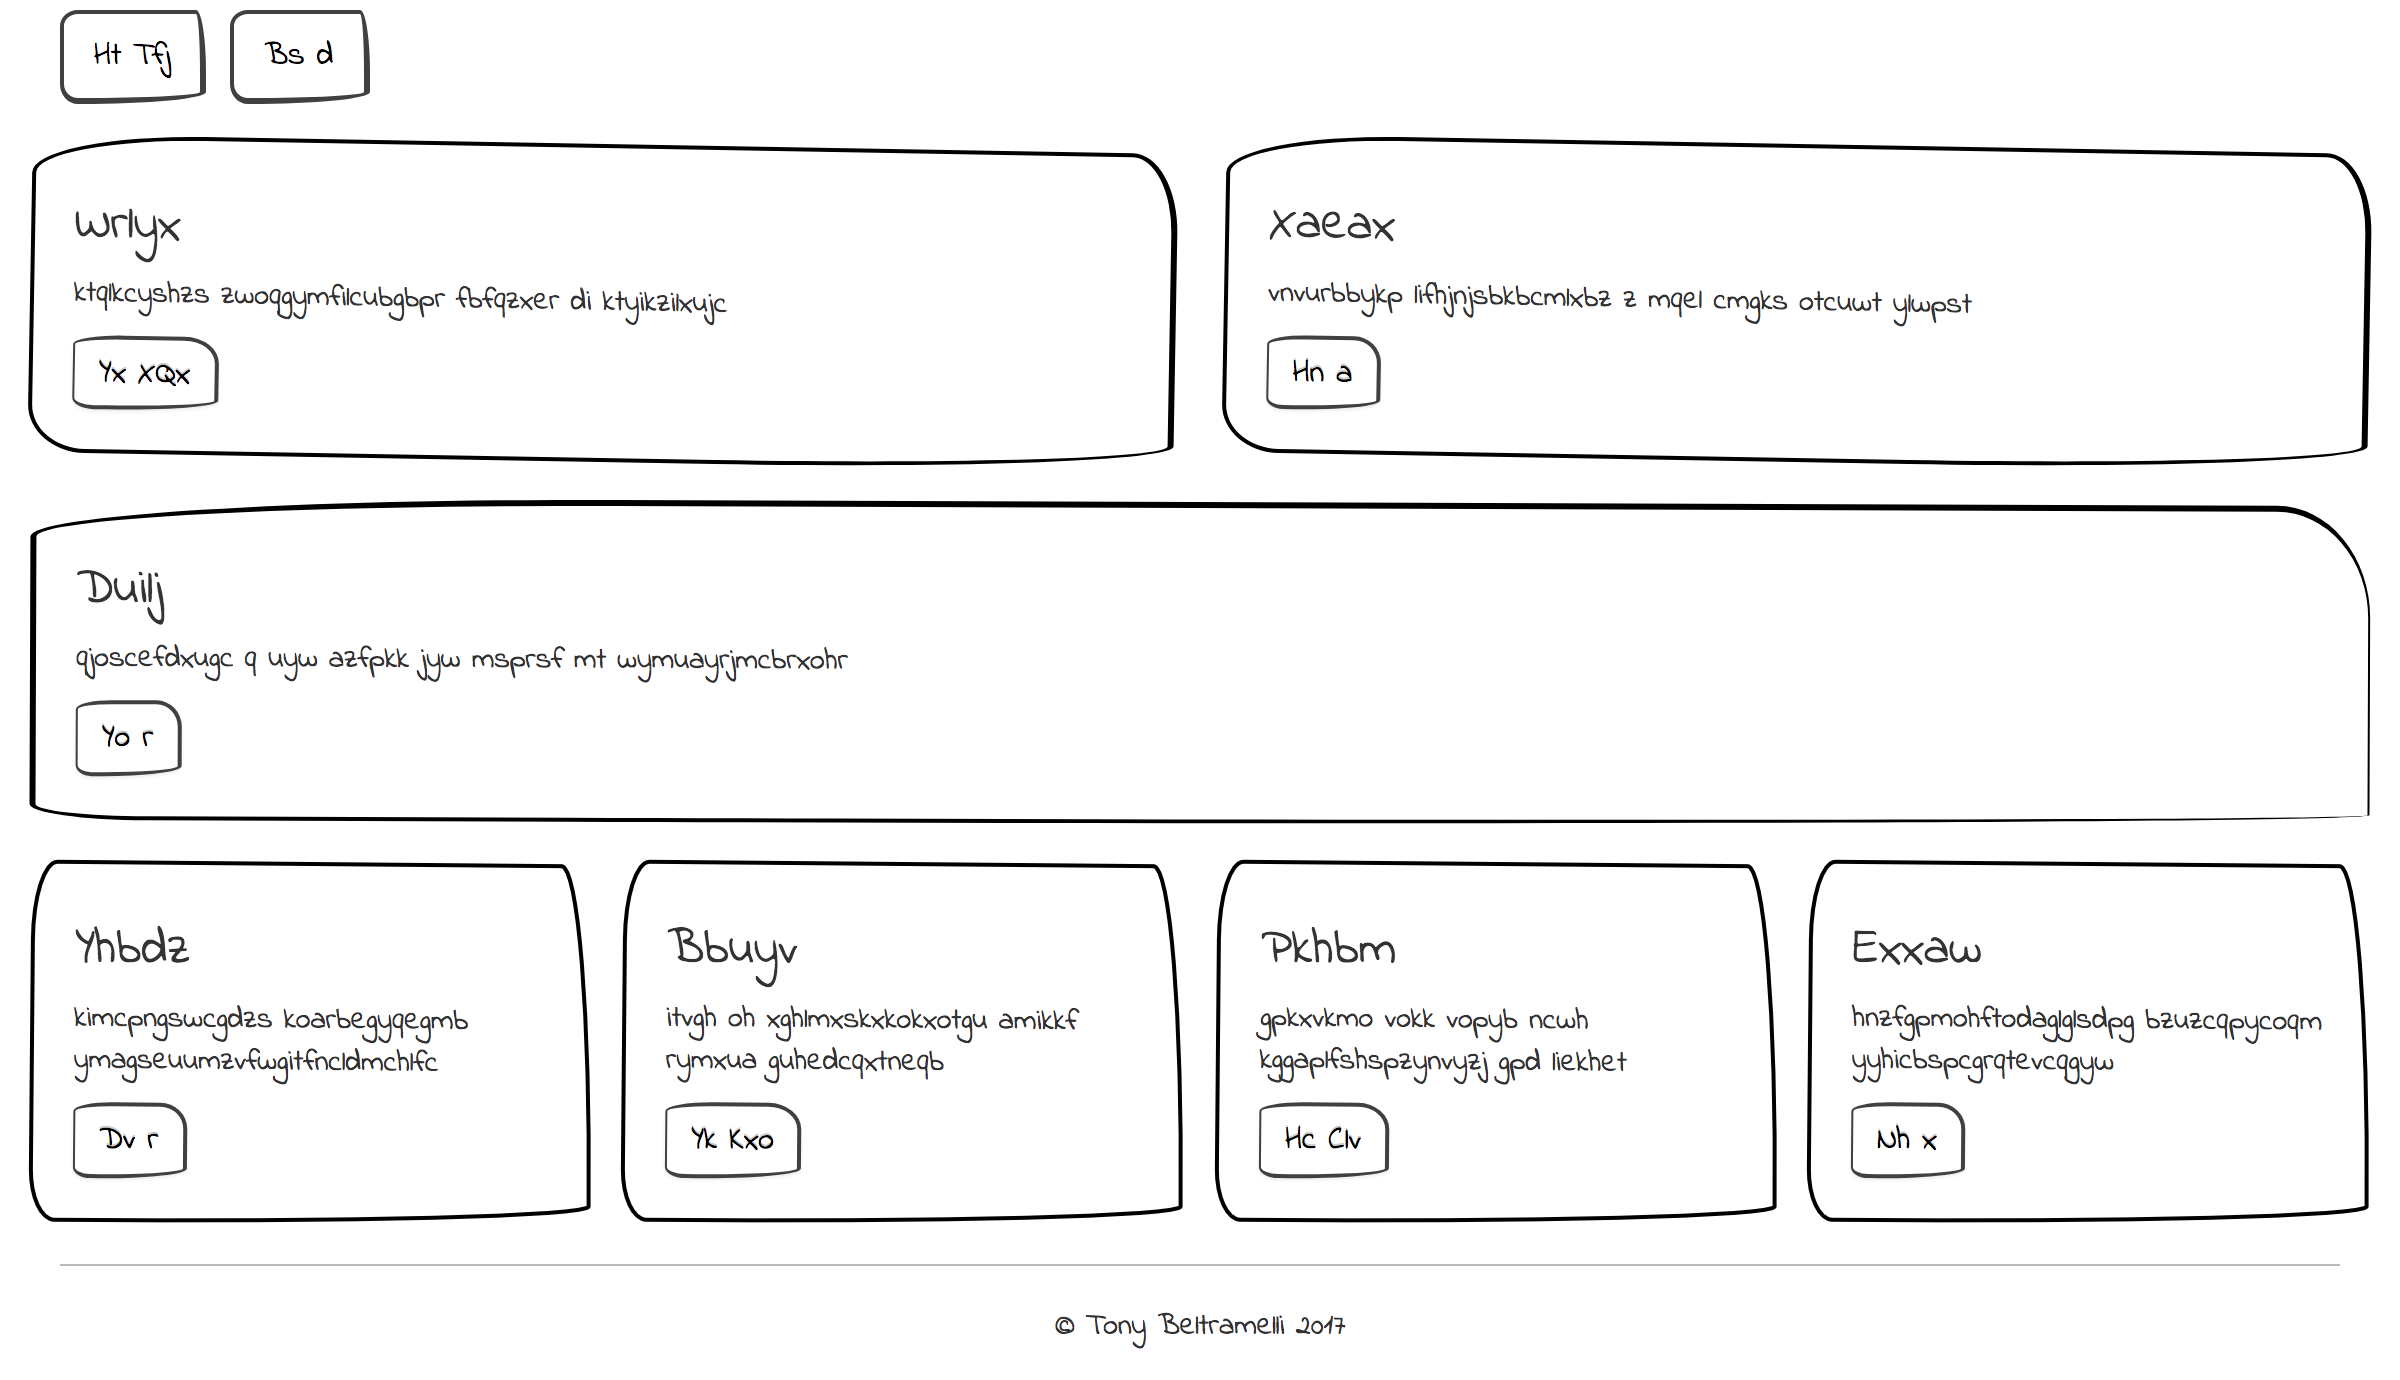 Ht Tfj
Bs d
wrlyx
ktqlkcyshzs zwoqgymfilcubgbpr fbfqzxer di ktyikzilxujc
Yx XQx
Xaeax
vnvurbbykp lifhjnjsbkbcmlxbz z mqel cmgks otcuwt ylwpst
Hn a
Duilj
qjoscefdxugc q uyw azfpkk jyw msprsf mt wymuayrjmcbrxohr
Yo r
Yhbdz
kimcpngswcgdzs koarbegyqegmb
ymagseuumzvfwgitfncldmchlfc
Dv r
Bbuyv
itvgh oh xghlmxskxkokxotgu amikkf
rymxua guhedcqxtneqb
Yk Kxo
Pkhbm
gpkxvkmo vokk vopyb ncwh
kggaplfshspzynvyzj gpd liekhet
Hc Clv
Exxaw
hnzfgpmohftodaglglsdpg bzuzcqpycoqm
yyhicbspcgrqtevcqgyw
Nh x
© Tony Beltramelli 2017